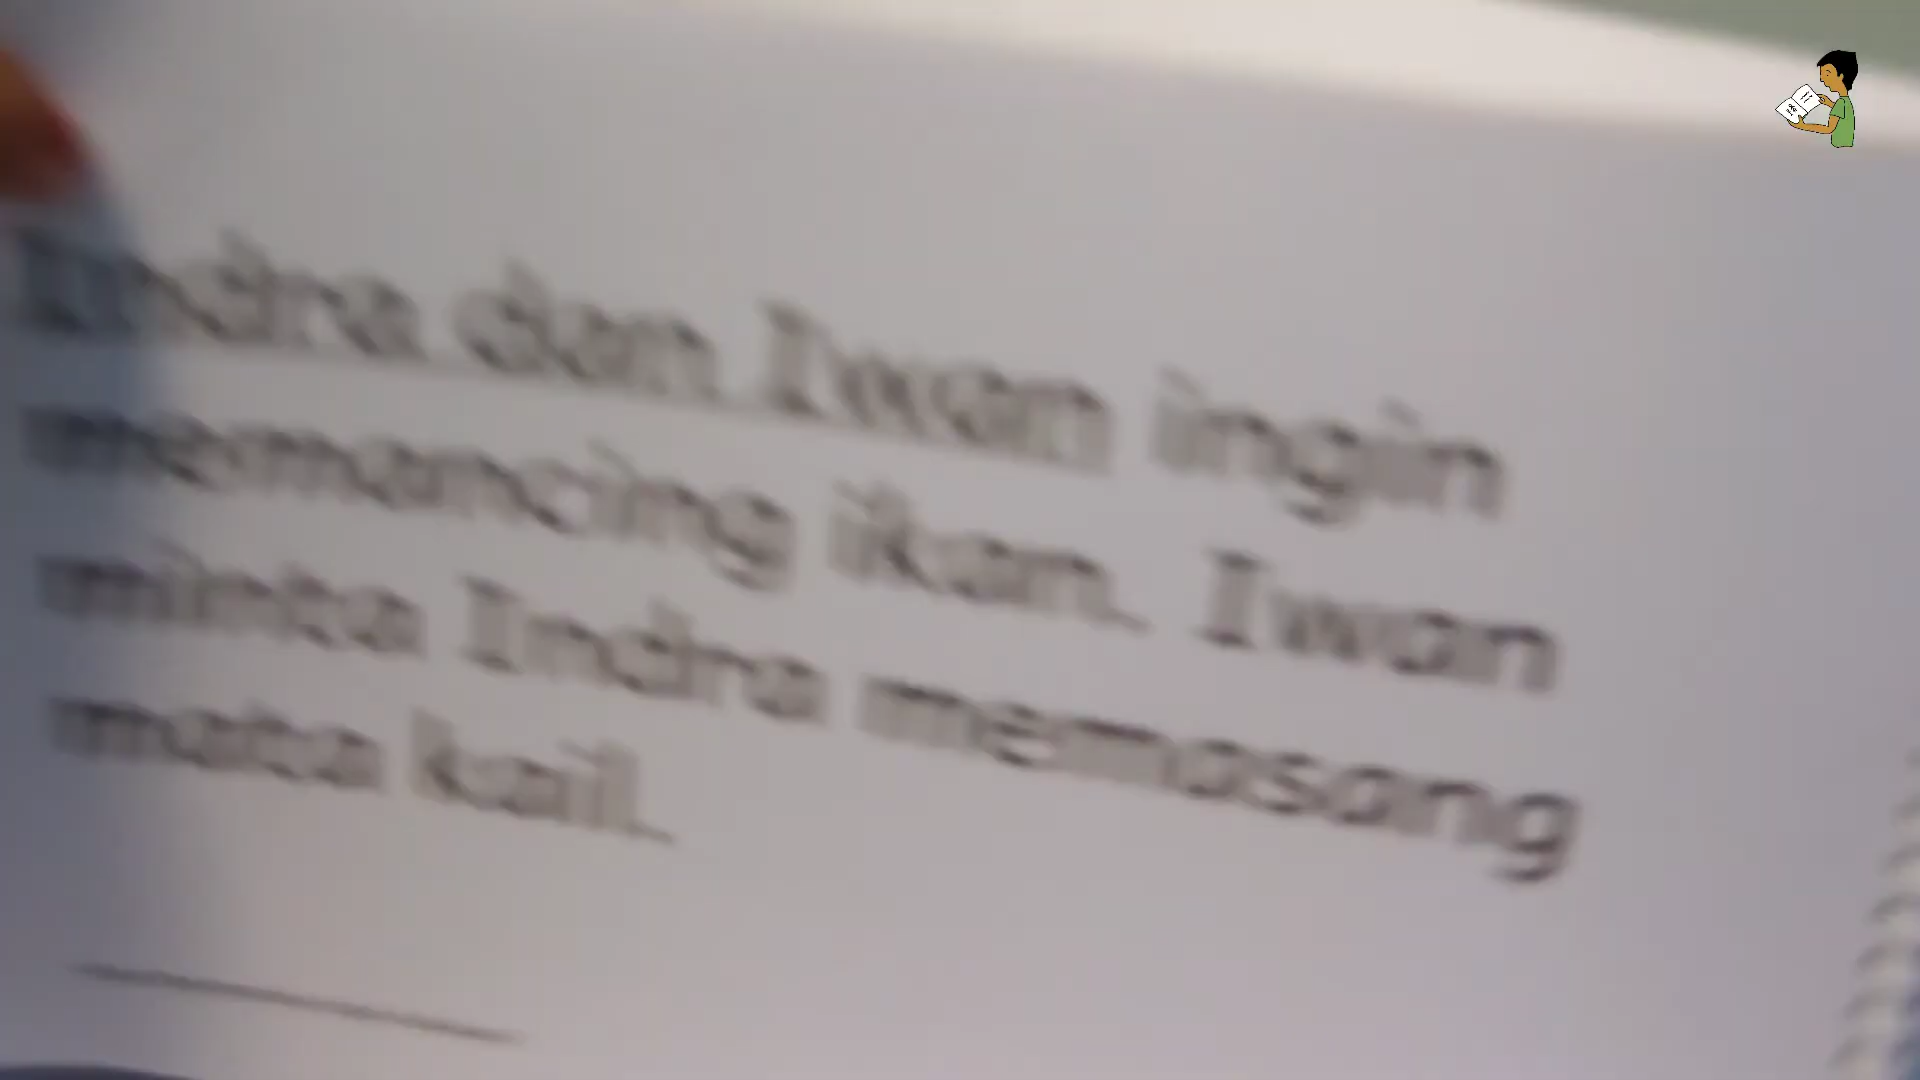 Indra dan Iwan ingin
memancing ikan. Iwan
minta Indra memasang
mata kail.